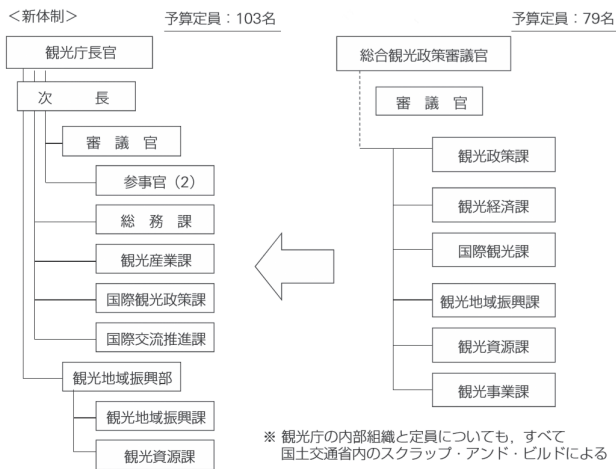 ＜新体制＞
予算定員：103名
観光庁長官
次　　長
審　議　官
参事官（2）
総　務　課
観光産業課
国際観光政策課
国際交流推進課
観光地域振興部
観光地域振興課
観光資源課
予算定員：79名
総合観光政策審議官
審　議　官
観光政策課
観光経済課
国際観光課
観光地域振興課
観光資源課
観光事業課
※ 観光庁の内部組織と定員についても，すべて
国土交通省内のスクラップ・アンド・ビルドによる